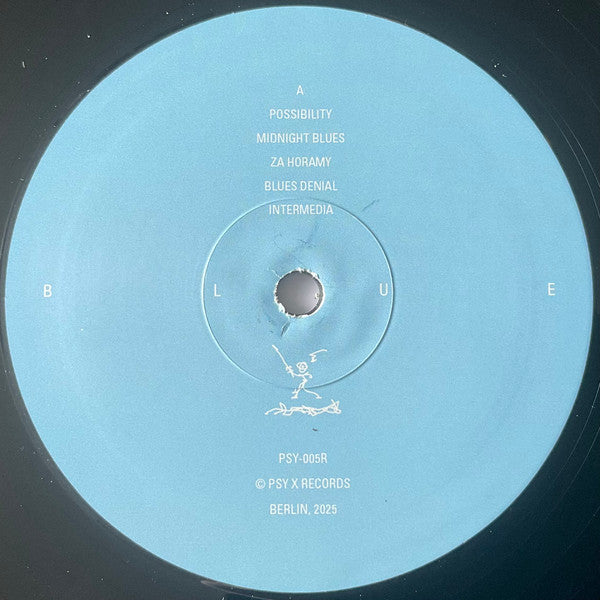 A
POSSIBILITY
MIDNIGHT BLUES
ZA HORAMY
BLUES DENIAL
INTERMEDIA
B L U E
PSY-005R
© PSY X RECORDS
BERLIN, 2025